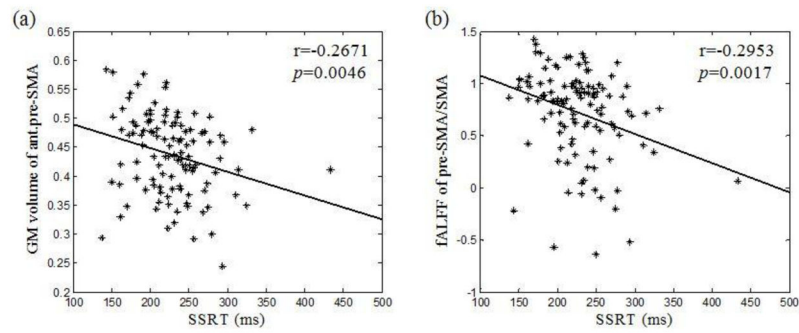 (a)
r=-0.2671
p=0.0046
GM volume of ant.pre-SMA
0.65
0.6
0.55
0.5
0.45
0.4
0.35
0.3
0.25
0.2
100 150 200 250 300 350 400 450 500
SSRT (ms)
(b)
r=-0.2953
p=0.0017
fALFF of pre-SMA/SMA
1.5
1
0.5
0
-0.5
-1
100 150 200 250 300 350 400 450 500
SSRT (ms)